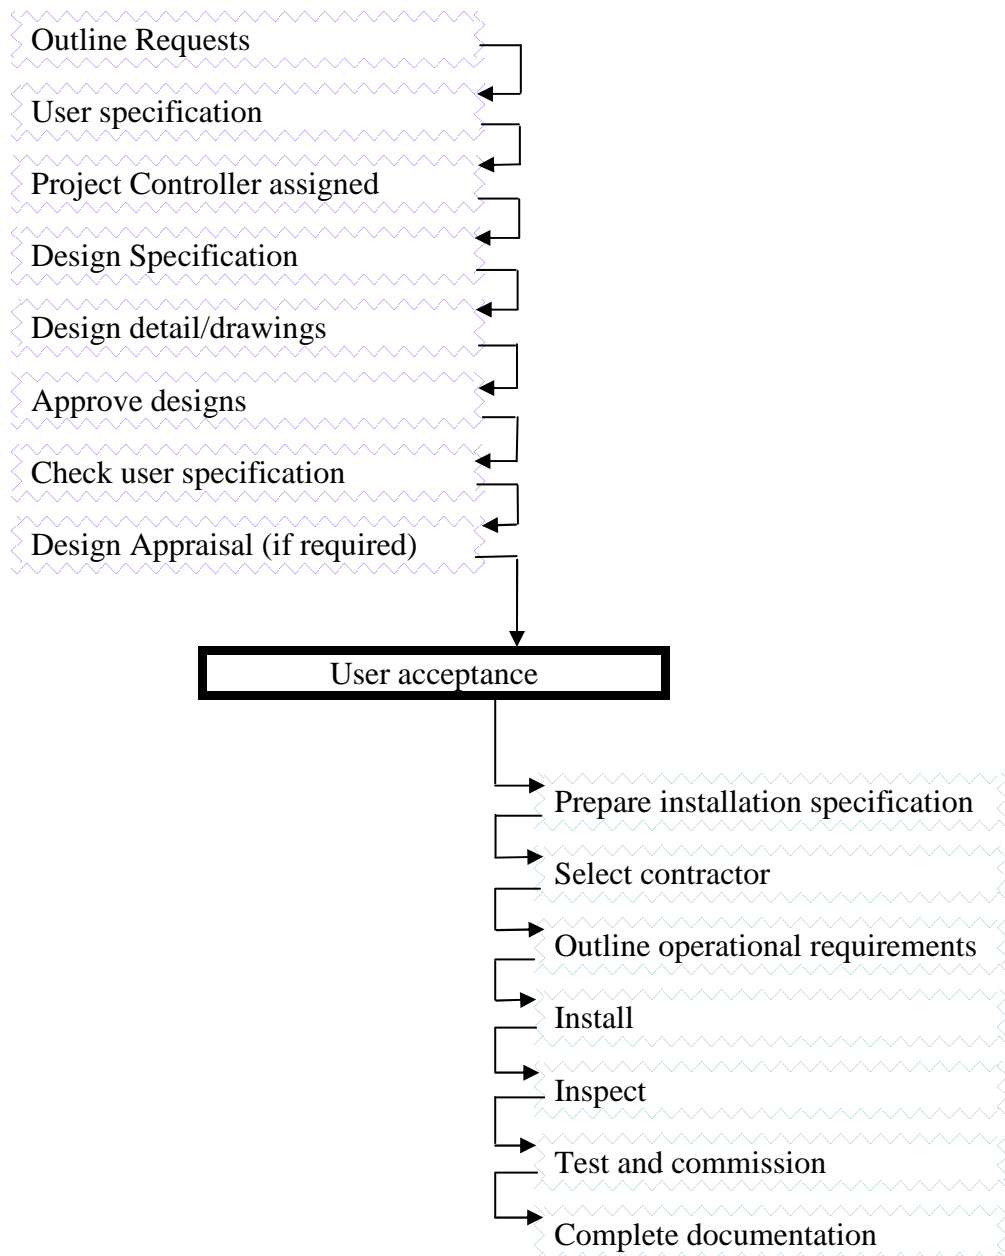 Outline Requests
User specification
Project Controller assigned
Design Specification
Design detail/drawings
Approve designs
Check user specification
Design Appraisal (if required)
User acceptance
Prepare installation specification
Select contractor
Outline operational requirements
Install
Inspect
Test and commission
Complete documentation